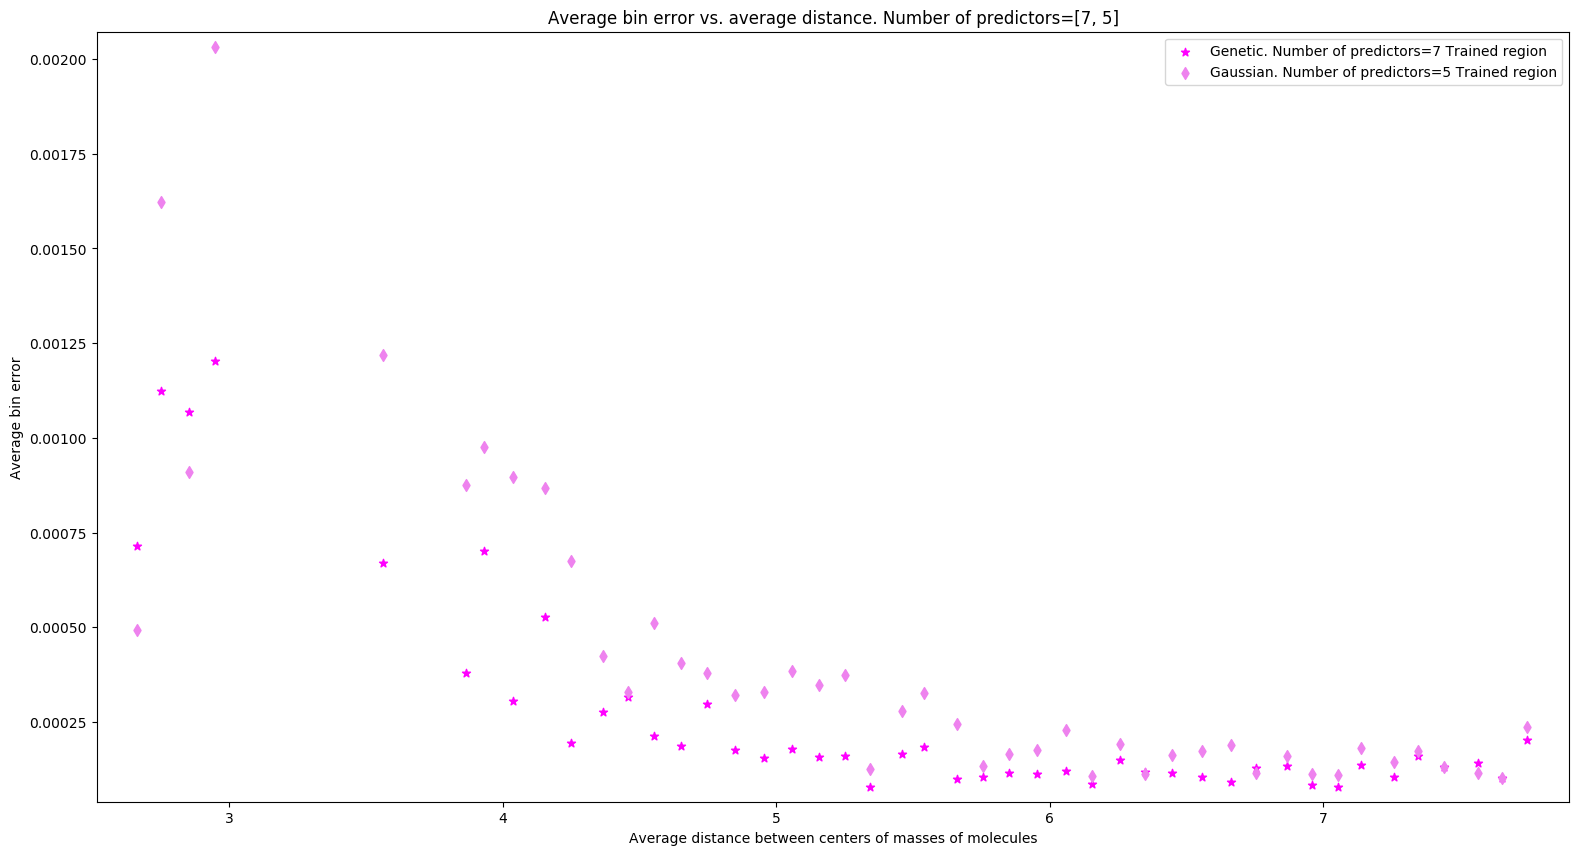 Average bin error vs. average distance. Number of predictors=[7, 5]
Genetic. Number of predictors=7 Trained region
Gaussian. Number of predictors=5 Trained region
0.00200
0.00175
0.00150
0.00125
0.00100
0.00075
0.00050
0.00025
Average bin error
3 4 5 6 7
Average distance between centers of masses of molecules